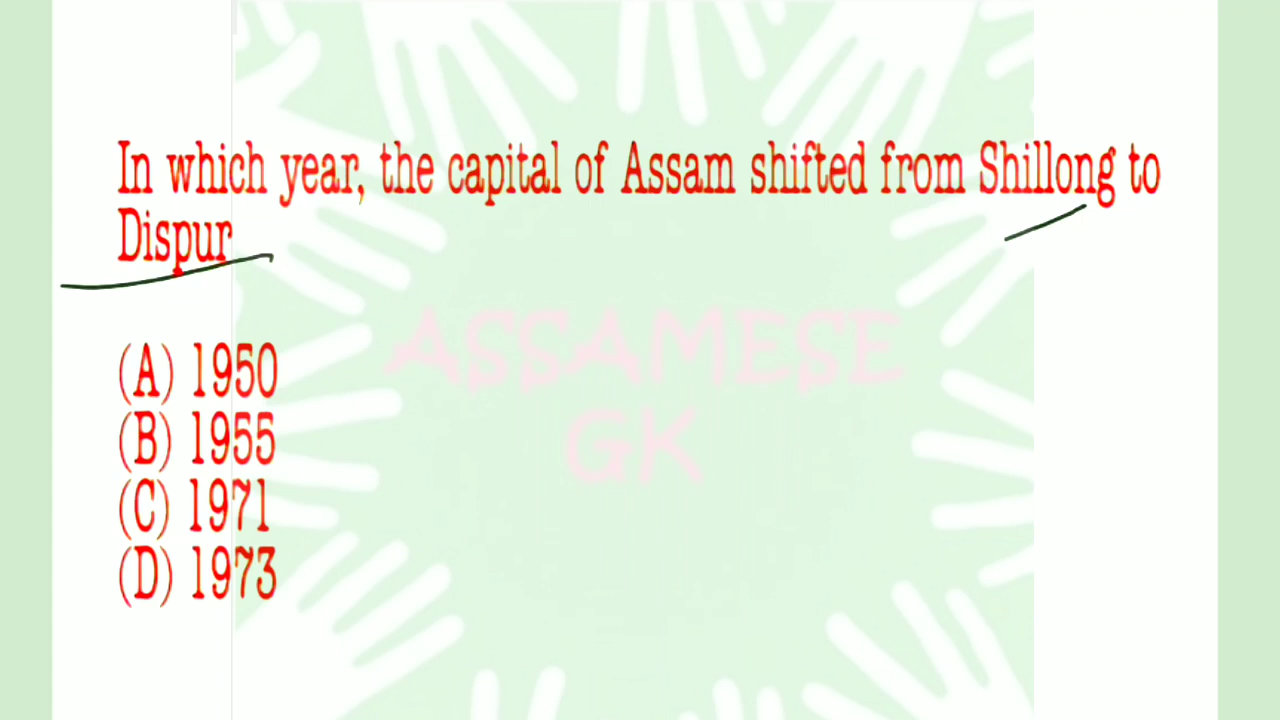 In which year, the capital of Assam shifted from Shillong to
Dispur
ASSAMESE
GK
(A) 1950
(B) 1955
(C) 1971
(D) 1973